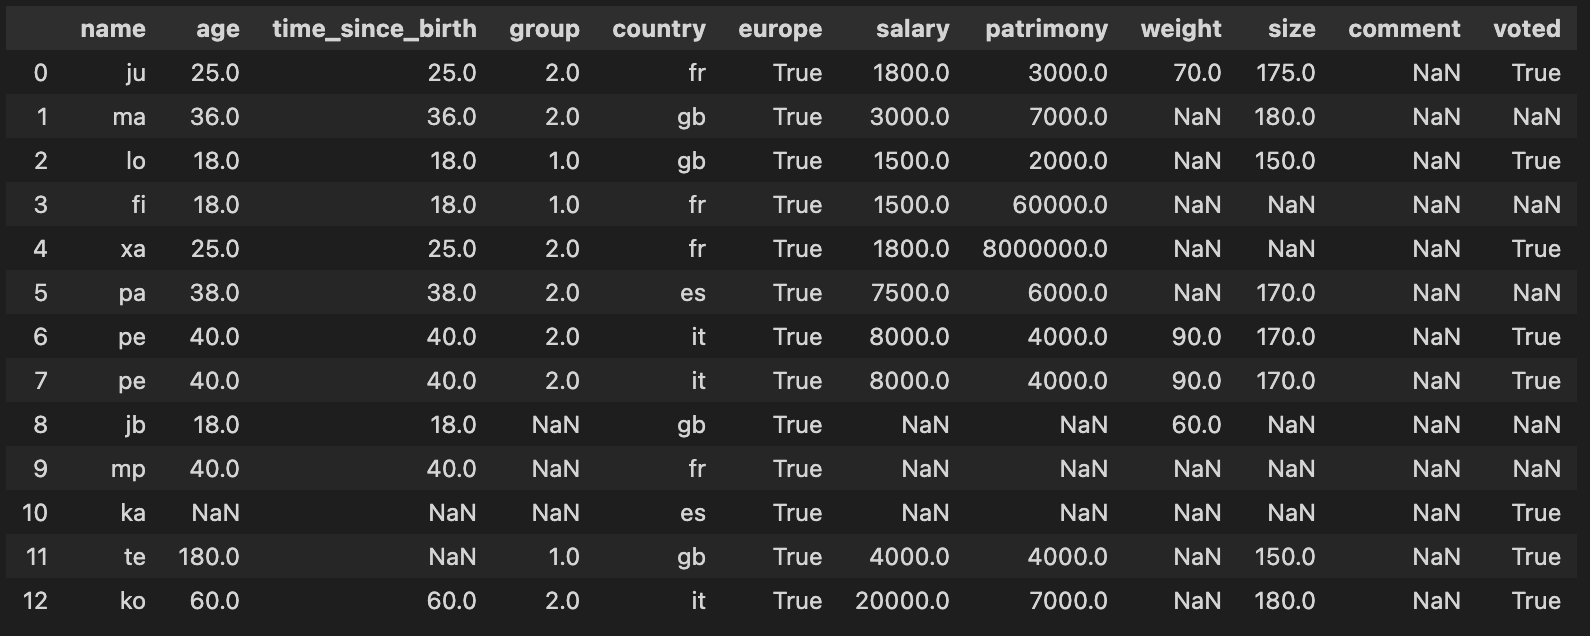 name age time_since_birth group country europe salary patrimony weight size comment voted
0 ju 25.0 25.0 2.0 fr True 1800.0 3000.0 70.0 175.0 NaN True
1 ma 36.0 36.0 2.0 gb True 3000.0 7000.0 NaN 180.0 NaN NaN
2 lo 18.0 18.0 1.0 gb True 1500.0 2000.0 NaN 150.0 NaN True
3 fi 18.0 18.0 1.0 fr True 1500.0 60000.0 NaN NaN NaN NaN
4 xa 25.0 25.0 2.0 fr True 1800.0 8000000.0 NaN NaN NaN True
5 pa 38.0 38.0 2.0 es True 7500.0 6000.0 NaN 170.0 NaN NaN
6 pe 40.0 40.0 2.0 it True 8000.0 4000.0 90.0 170.0 NaN True
7 pe 40.0 40.0 2.0 it True 8000.0 4000.0 90.0 170.0 NaN True
8 jb 18.0 18.0 NaN gb True NaN NaN 60.0 NaN NaN NaN
9 mp 40.0 40.0 NaN fr True NaN NaN NaN NaN NaN NaN
10 ka NaN NaN NaN es True NaN NaN NaN NaN NaN True
11 te 180.0 NaN 1.0 gb True 4000.0 4000.0 NaN 150.0 NaN True
12 ko 60.0 60.0 2.0 it True 20000.0 7000.0 NaN 180.0 NaN True